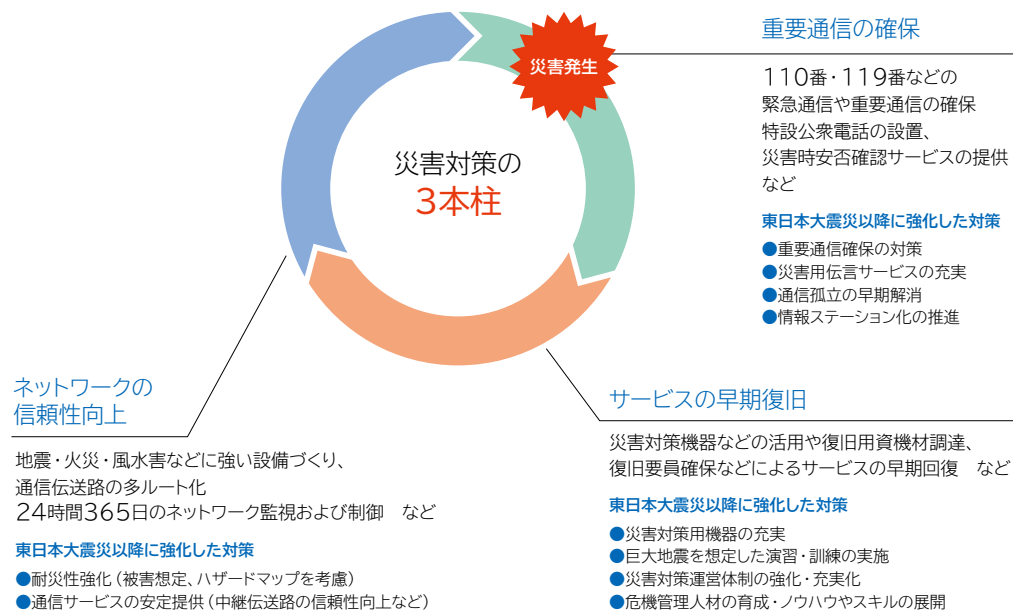 災害発生
災害対策の
3本柱
重要通信の確保
110番・119番などの
緊急通信や重要通信の確保
特設公衆電話の設置、
災害時安否確認サービスの提供
など
東日本大震災以降に強化した対策
●重要通信確保の対策
●災害用伝言サービスの充実
●通信孤立の早期解消
●情報ステーション化の推進
ネットワークの
信頼性向上
地震・火災・風水害などに強い設備づくり、
通信伝送路の多ルート化
24時間365日のネットワーク監視および制御　など
東日本大震災以降に強化した対策
●耐災性強化（被害想定、ハザードマップを考慮）
●通信サービスの安定提供（中継伝送路の信頼性向上など）
サービスの早期復旧
災害対策機器などの活用や復旧用資機材調達、
復旧要員確保などによるサービスの早期回復　など
東日本大震災以降に強化した対策
●災害対策用機器の充実
●巨大地震を想定した演習・訓練の実施
●災害対策運営体制の強化・充実化
●危機管理人材の育成・ノウハウやスキルの展開